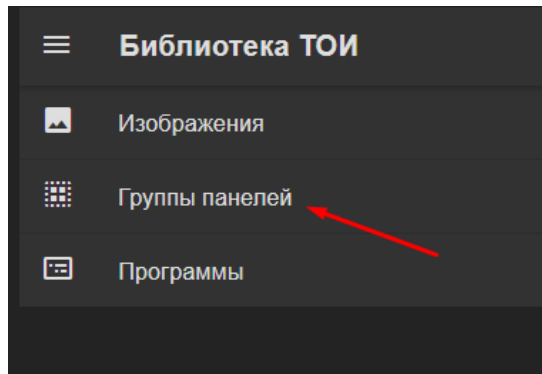 Библиотека ТОИ
Изображения
Группы панелей
Программы